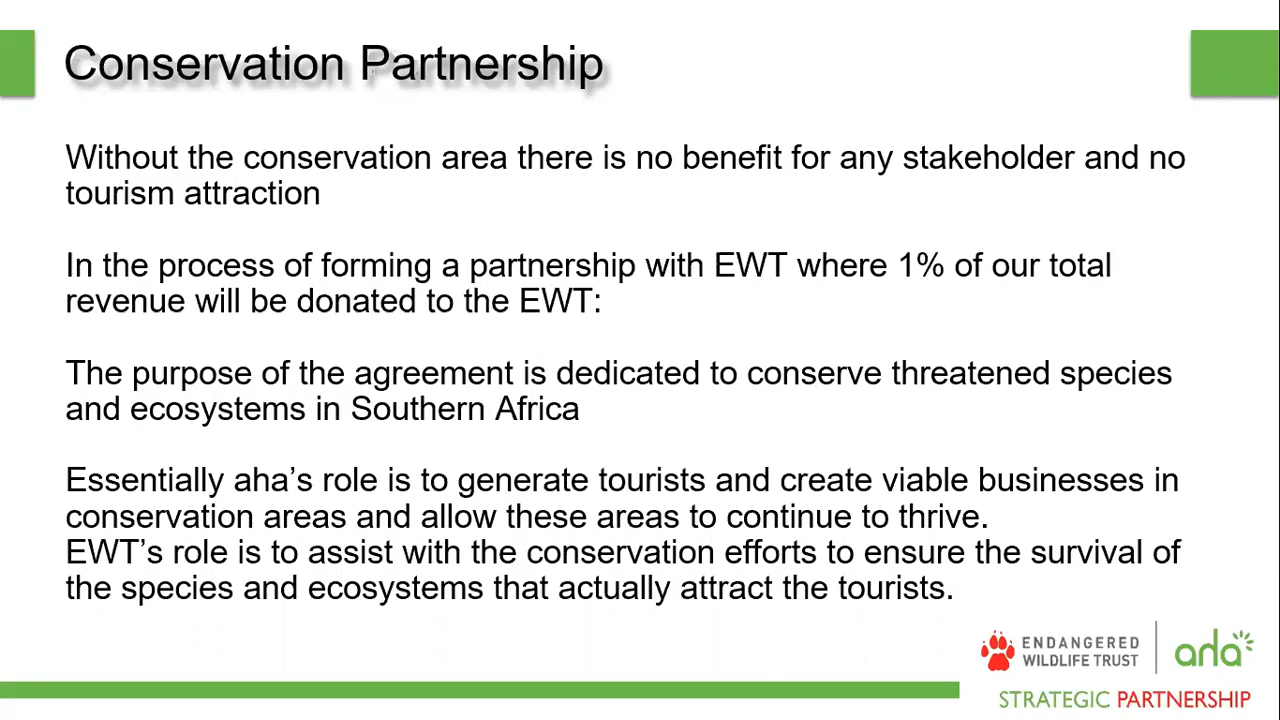 Conservation Partnership
Without the conservation area there is no benefit for any stakeholder and no
tourism attraction
In the process of forming a partnership with EWT where 1% of our total
revenue will be donated to the EWT:
The purpose of the agreement is dedicated to conserve threatened species
and ecosystems in Southern Africa
Essentially aha’s role is to generate tourists and create viable businesses in
conservation areas and allow these areas to continue to thrive.
EWT’s role is to assist with the conservation efforts to ensure the survival of
the species and ecosystems that actually attract the tourists.
ENDANGERED
WILDLIFE TRUST
aha
STRATEGIC PARTNERSHIP